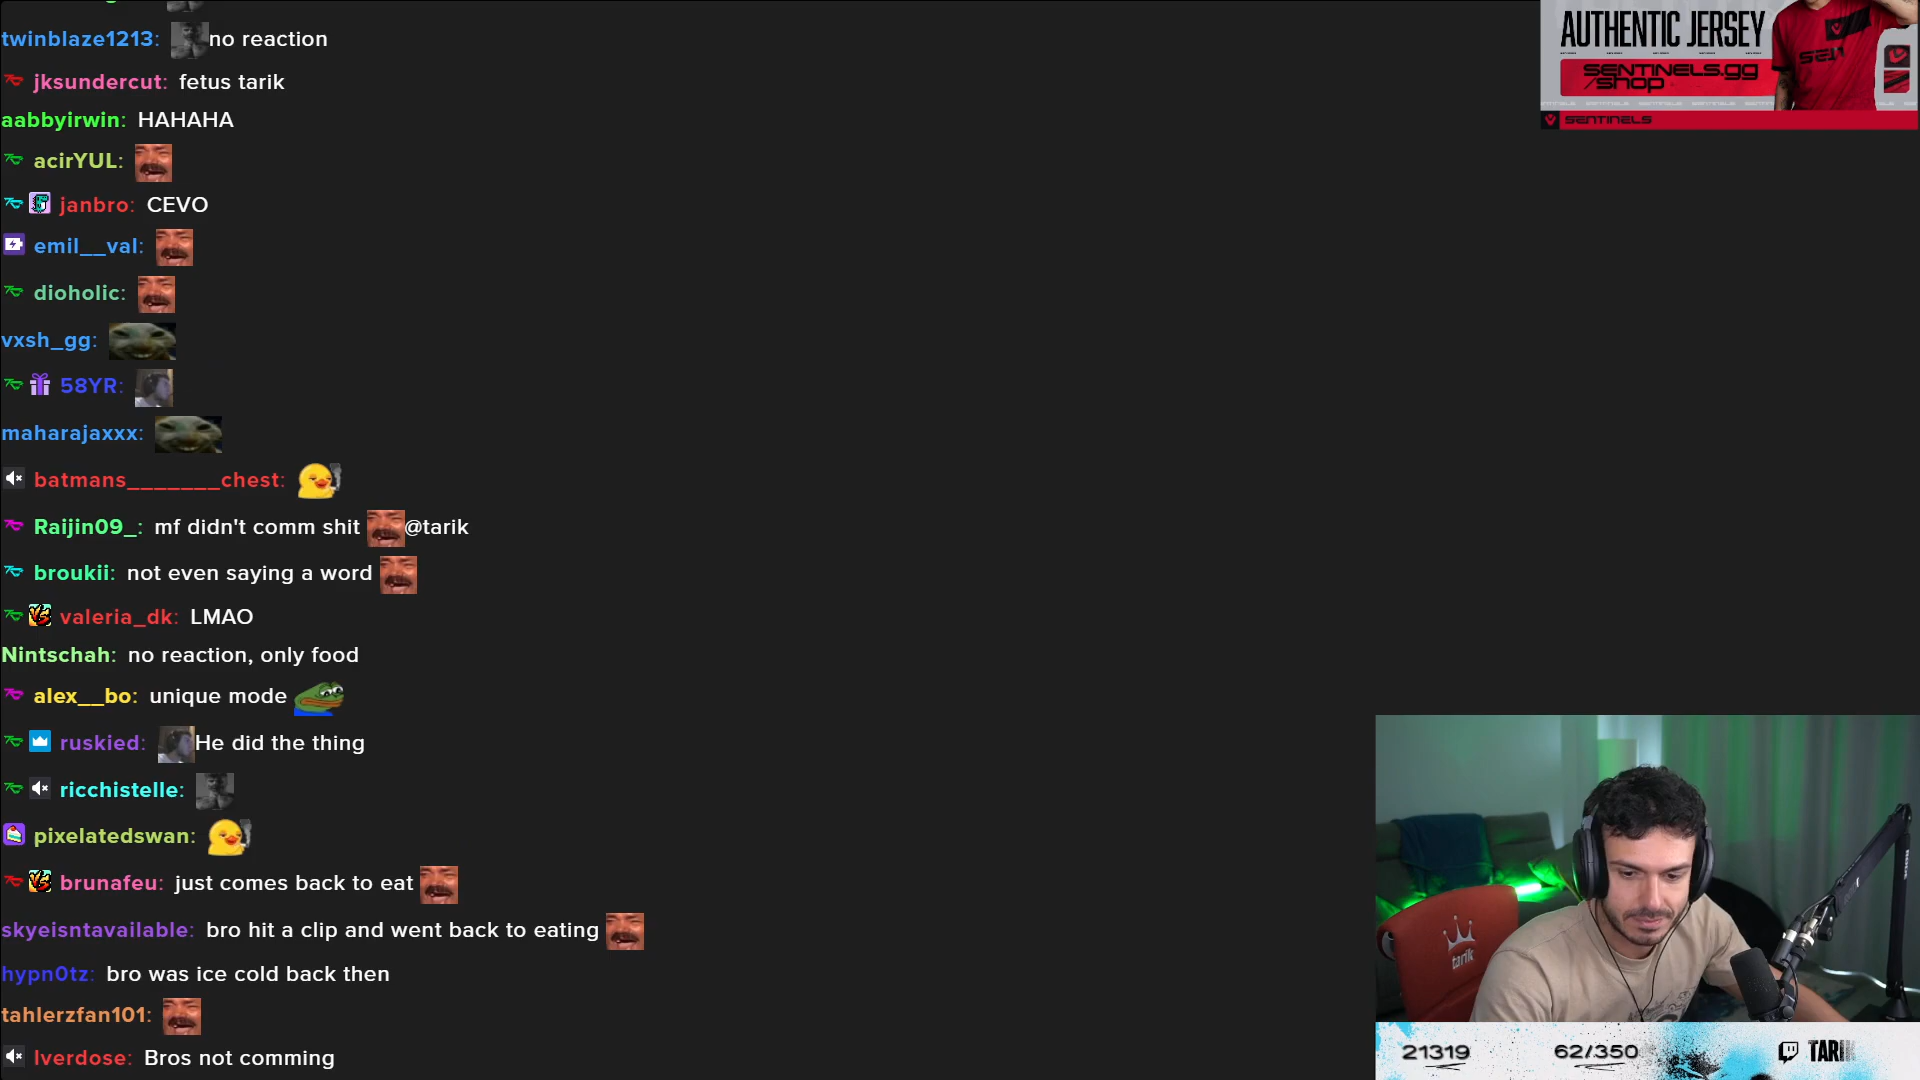 twinblaze1213: no reaction
jksundercut: fetus tarik
aabbyirwin: HAHAHA
acirYUL:
janbro: CEVO
emil__val:
dioholic:
vxsh_gg:
58YR:
maharajaxxx:
batmans_______chest:
Raijin09_: mf didn't comm shit @tarik
broukii: not even saying a word
valeria_dk: LMAO
Nintschah: no reaction, only food
alex__bo: unique mode
ruskied: He did the thing
ricchistelle:
pixelatedswan:
brunafeu: just comes back to eat
skyeisntavailable: bro hit a clip and went back to eating
hypn0tz: bro was ice cold back then
tahlerzfan101:
lverdose: Bros not comming
AUTHENTIC JERSEY
SENTINELS.gg
/shop
SEN
SENTINELS
tarik
21319 62/350 TARIK